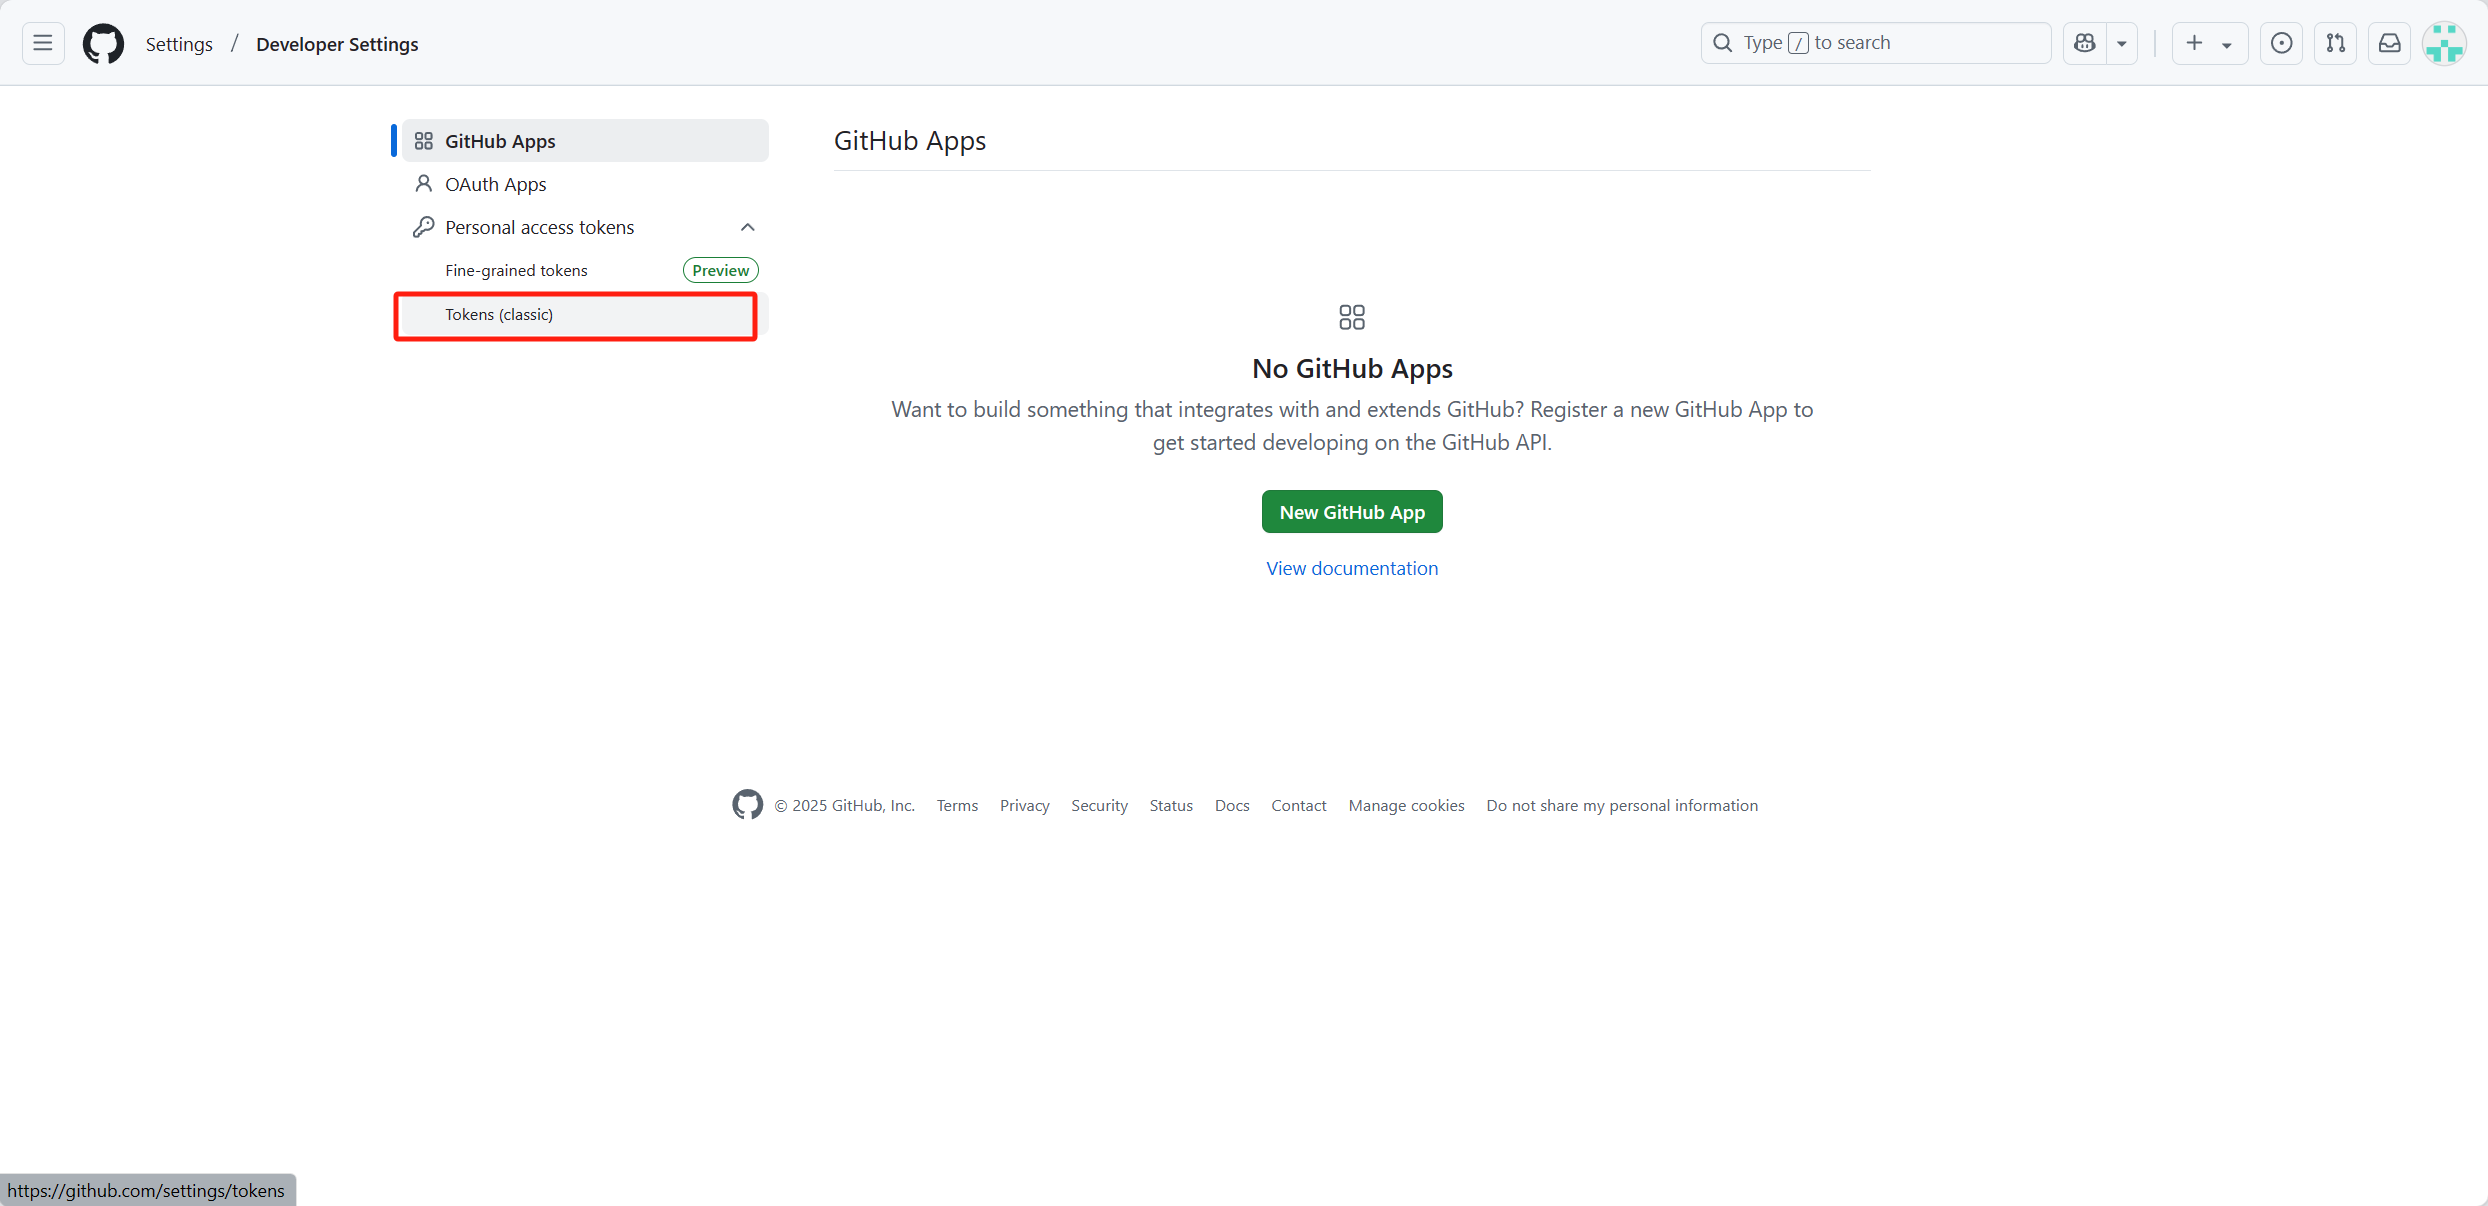 Settings / Developer Settings
Type / to search
GitHub Apps
OAuth Apps
Personal access tokens
Fine-grained tokens Preview
Tokens (classic)
GitHub Apps
No GitHub Apps
Want to build something that integrates with and extends GitHub? Register a new GitHub App to
get started developing on the GitHub API.
New GitHub App
View documentation
© 2025 GitHub, Inc. Terms Privacy Security Status Docs Contact Manage cookies Do not share my personal information
https://github.com/settings/tokens